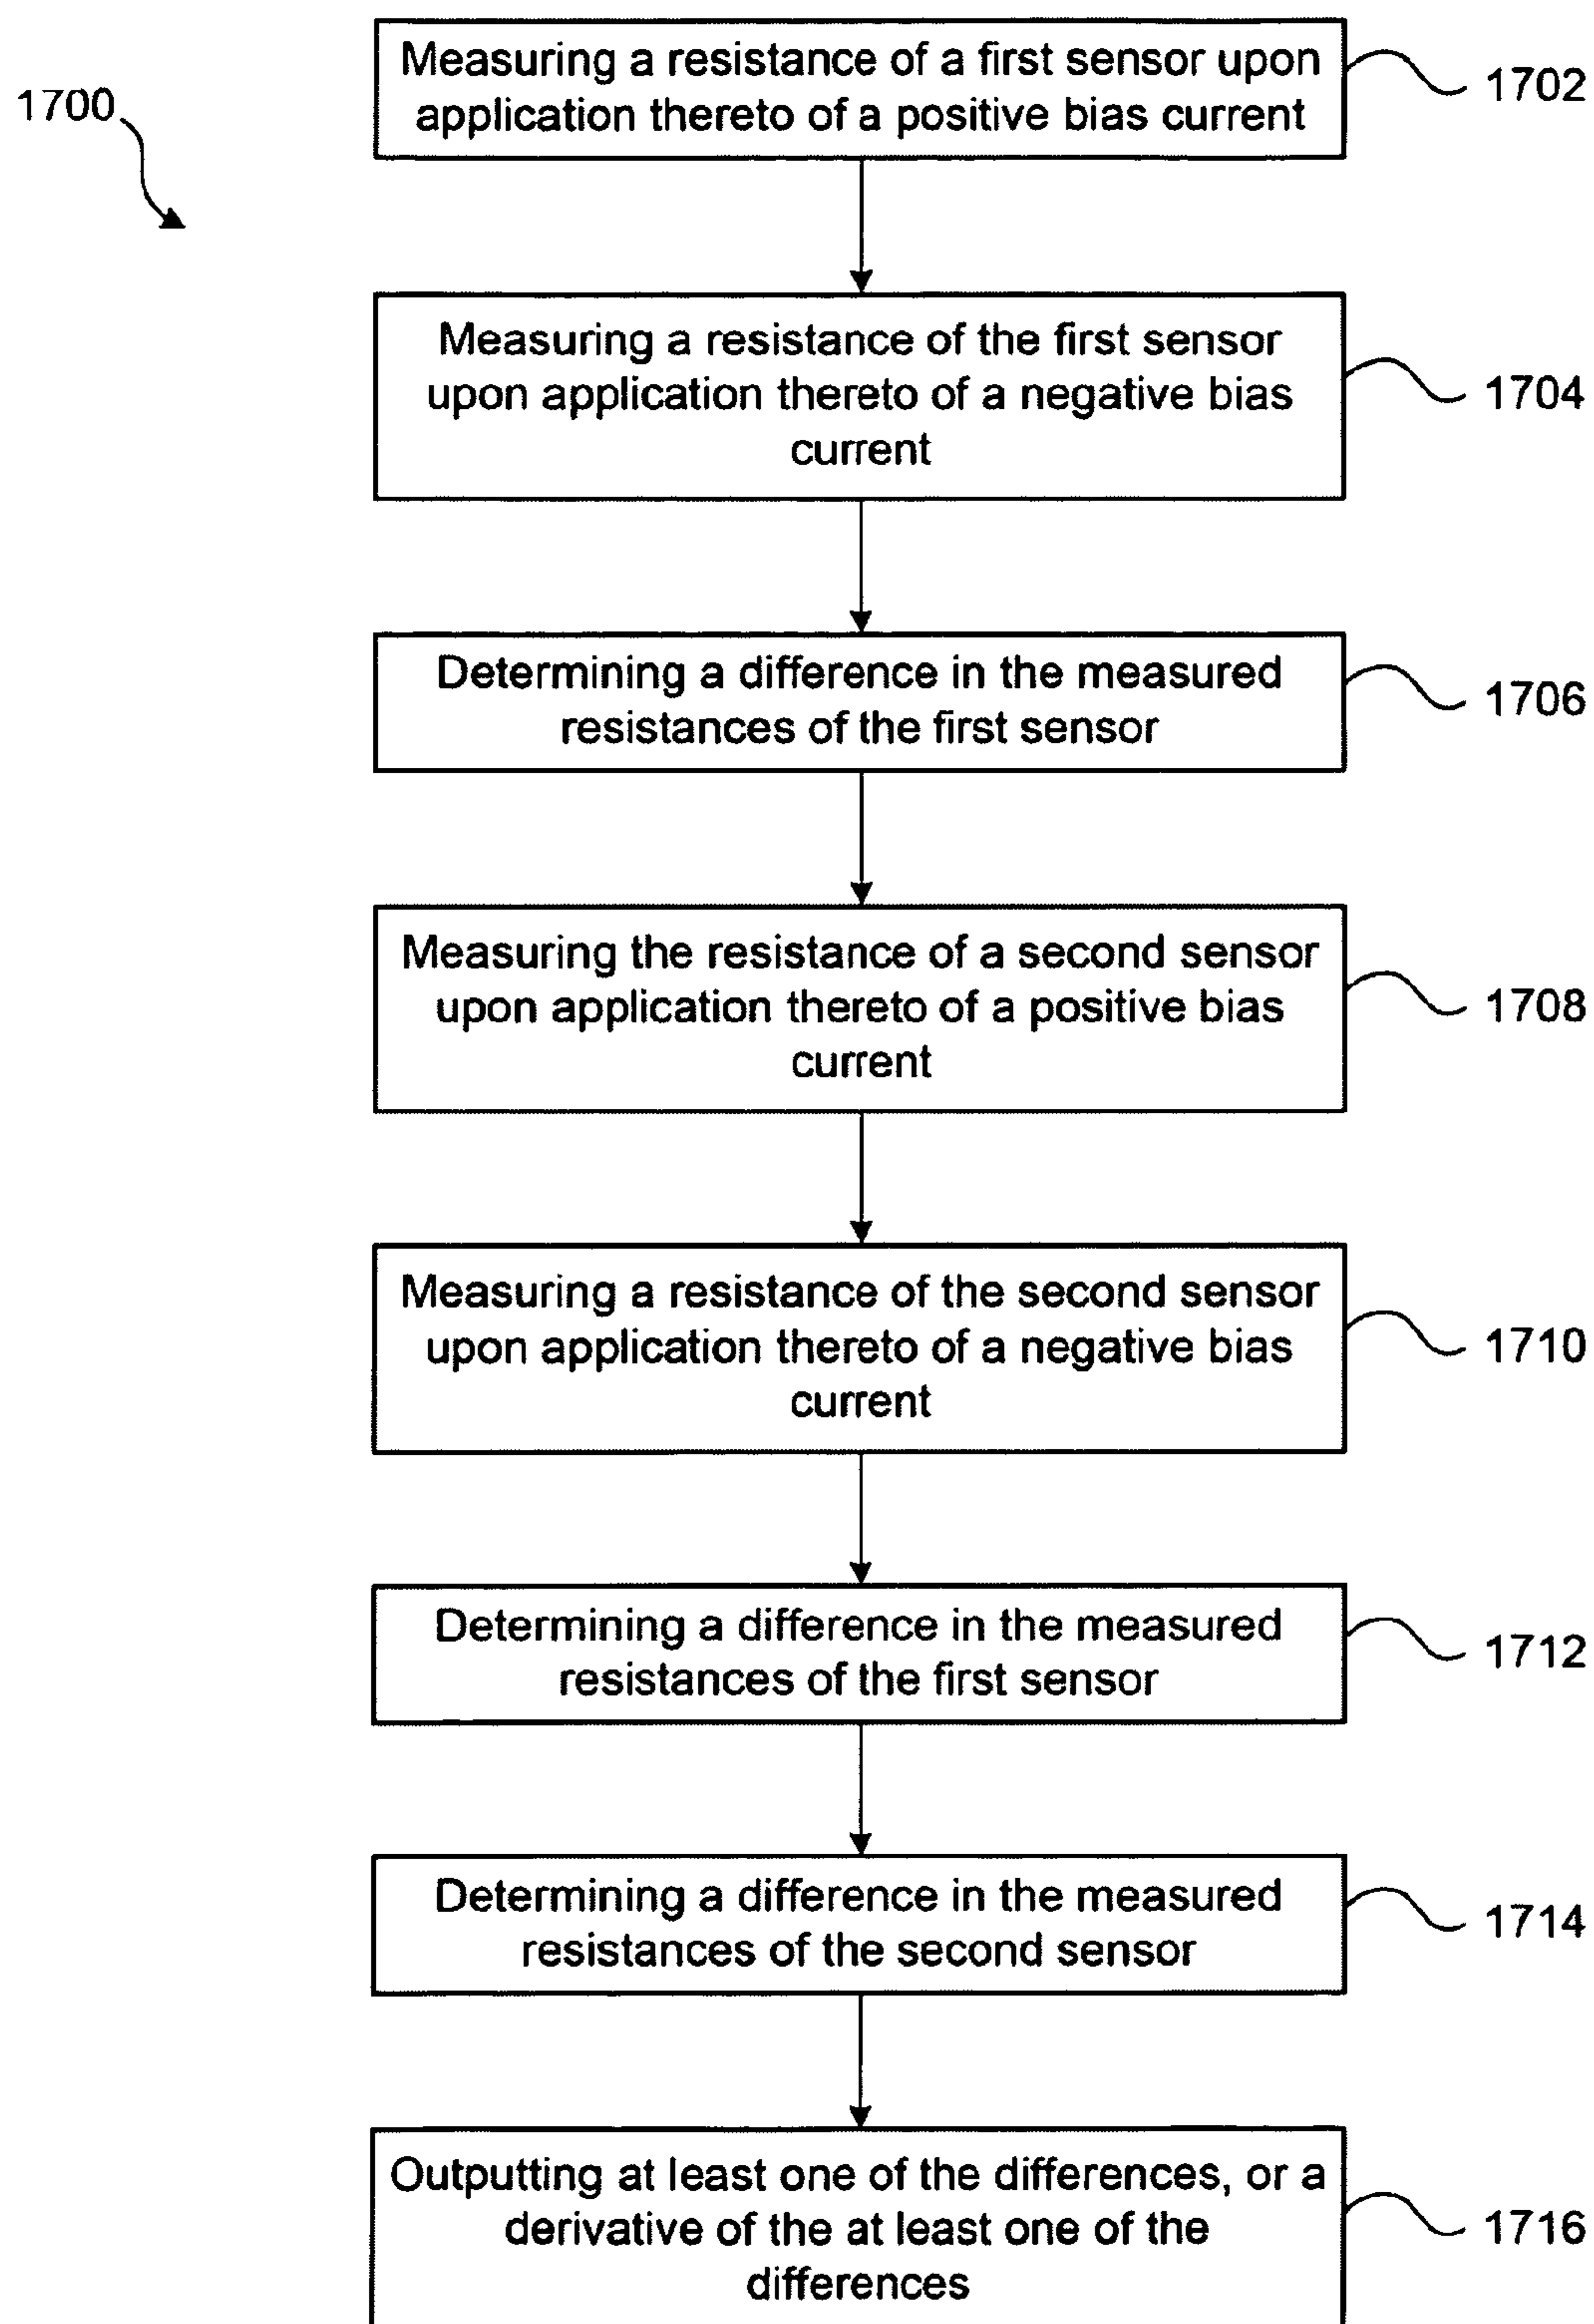 1700
Measuring a resistance of a first sensor upon
application thereto of a positive bias current
1702
Measuring a resistance of the first sensor
upon application thereto of a negative bias
current
1704
Determining a difference in the measured
resistances of the first sensor
1706
Measuring the resistance of a second sensor
upon application thereto of a positive bias
current
1708
Measuring a resistance of the second sensor
upon application thereto of a negative bias
current
1710
Determining a difference in the measured
resistances of the first sensor
1712
Determining a difference in the measured
resistances of the second sensor
1714
Outputting at least one of the differences, or a
derivative of the at least one of the
differences
1716